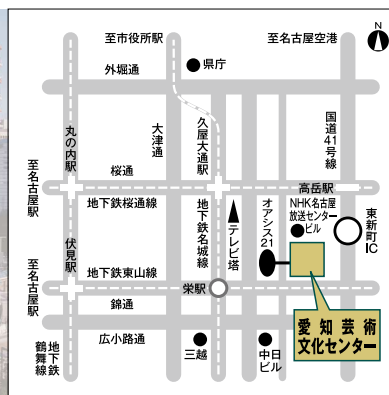 N
至市役所駅
至名古屋空港
県庁
外堀通
丸の内駅
大津通
久屋大通駅
国道41号線
桜通
高岳駅
至名古屋駅
地下鉄桜通線
地下鉄名城線
テレビ塔
オアシス21
NHK名古屋
放送センター
ビル
東新町IC
伏見駅
至名古屋駅
地下鉄東山線
栄駅
錦通
愛知芸術
文化センター
広小路通
地下鉄
鶴舞線
三越
中日
ビル